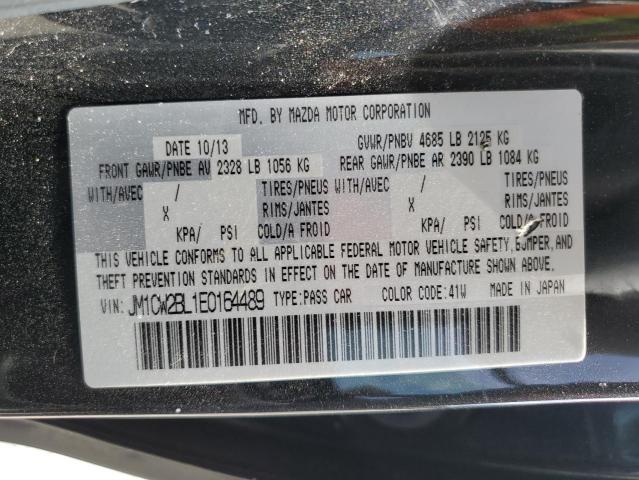 MFD. BY MAZDA MOTOR CORPORATION
DATE 10/13 GVWR/PNBV 4685 LB 2125 KG
FRONT GAWR/PNBE AV 2328 LB 1056 KG REAR GAWR/PNBE AR 2390 LB 1084 KG
WITH/AVEC / TIRES/PNEUS WITH/AVEC / TIRES/PNEUS
X RIMS/JANTES X RIMS/JANTES
KPA/ PSI COLD/A FROID KPA/ PSI COLD/A FROID
THIS VEHICLE CONFORMS TO ALL APPLICABLE FEDERAL MOTOR VEHICLE SAFETY, BUMPER, AND
THEFT PREVENTION STANDARDS IN EFFECT ON THE DATE OF MANUFACTURE SHOWN ABOVE.
VIN: JM1CW2BL1E0164489 TYPE:PASS CAR COLOR CODE:41W MADE IN JAPAN